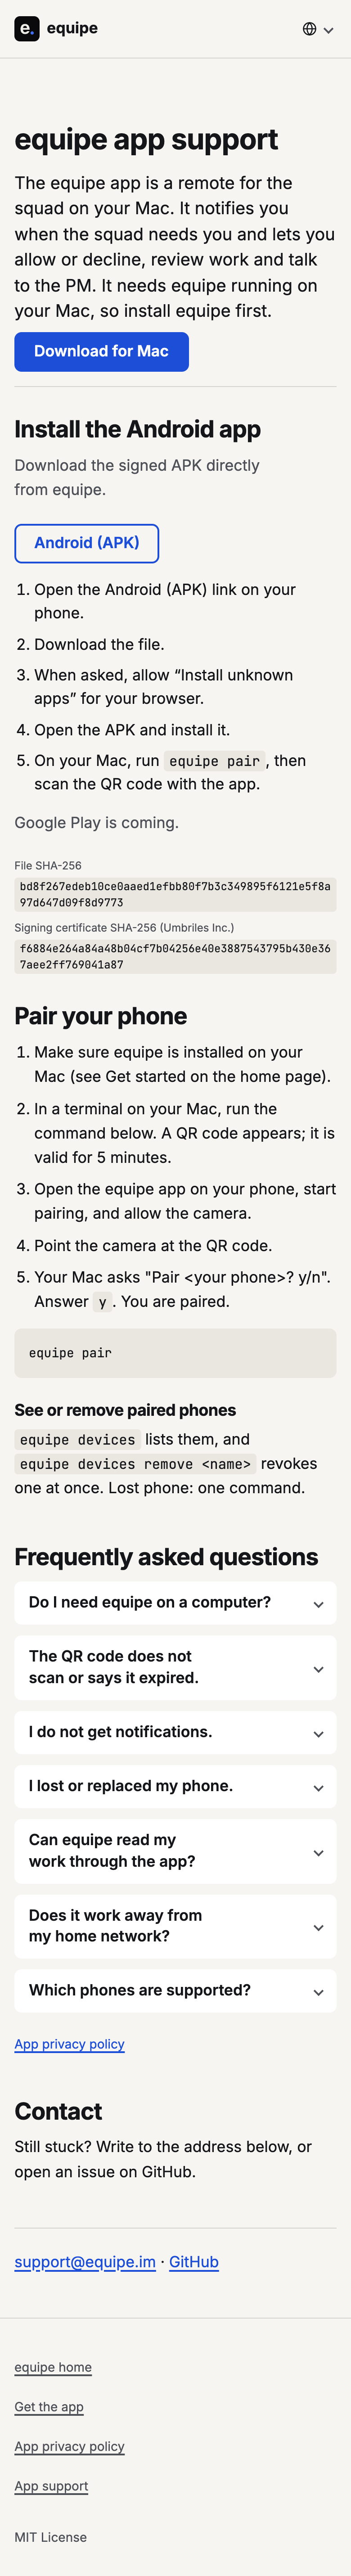 e. equipe
equipe app support
The equipe app is a remote for the
squad on your Mac. It notifies you
when the squad needs you and lets you
allow or decline, review work and talk
to the PM. It needs equipe running on
your Mac, so install equipe first.
Download for Mac
Install the Android app
Download the signed APK directly
from equipe.
Android (APK)
1. Open the Android (APK) link on your
phone.
2. Download the file.
3. When asked, allow “Install unknown
apps” for your browser.
4. Open the APK and install it.
5. On your Mac, run equipe pair, then
scan the QR code with the app.
Google Play is coming.
File SHA-256
bd8f267edeb10ce0aaed1efbb80f7b3c349895f6121e5f8a
97d647d09f8d9773
Signing certificate SHA-256 (Umbriles Inc.)
f6884e264a84a48b04cf7b04256e40e3887543795b430e36
7aee2ff769041a87
Pair your phone
1. Make sure equipe is installed on your
Mac (see Get started on the home page).
2. In a terminal on your Mac, run the
command below. A QR code appears; it is
valid for 5 minutes.
3. Open the equipe app on your phone, start
pairing, and allow the camera.
4. Point the camera at the QR code.
5. Your Mac asks "Pair <your phone>? y/n".
Answer y. You are paired.
equipe pair
See or remove paired phones
equipe devices lists them, and
equipe devices remove <name> revokes
one at once. Lost phone: one command.
Frequently asked questions
Do I need equipe on a computer?
The QR code does not
scan or says it expired.
I do not get notifications.
I lost or replaced my phone.
Can equipe read my
work through the app?
Does it work away from
my home network?
Which phones are supported?
App privacy policy
Contact
Still stuck? Write to the address below, or
open an issue on GitHub.
support@equipe.im · GitHub
equipe home
Get the app
App privacy policy
App support
MIT License